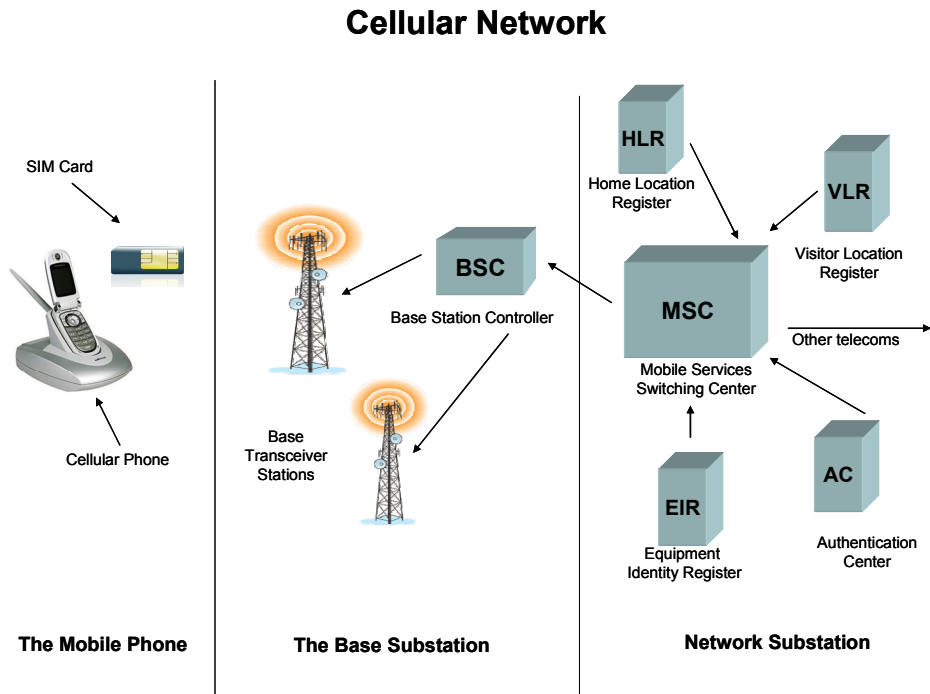 Cellular Network
SIM Card
Cellular Phone
The Mobile Phone
BSC
Base Station Controller
Base
Transceiver
Stations
The Base Substation
HLR
Home Location
Register
VLR
Visitor Location
Register
MSC
Mobile Services
Switching Center
Other telecoms
EIR
Equipment
Identity Register
AC
Authentication
Center
Network Substation